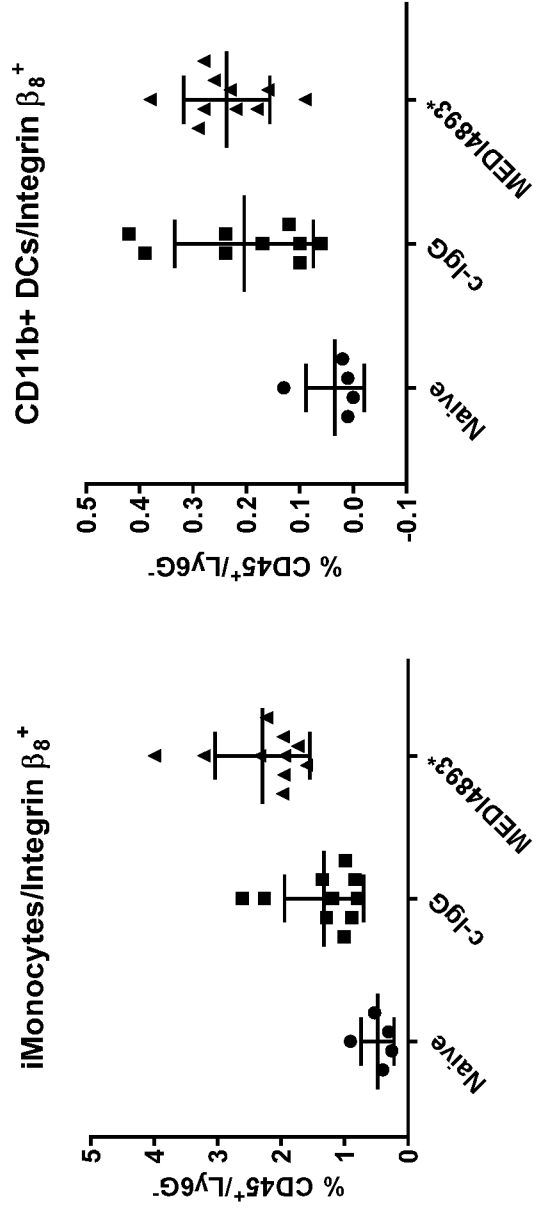 iMonocytes/Integrin β₈⁺
% CD45⁺/Ly6G⁻
5
4
3
2
1
0
Naive
c-IgG
MEDI4893*
CD11b+ DCs/Integrin β₈⁺
% CD45⁺/Ly6G⁻
0.5
0.4
0.3
0.2
0.1
0.0
-0.1
Naive
c-IgG
MEDI4893*